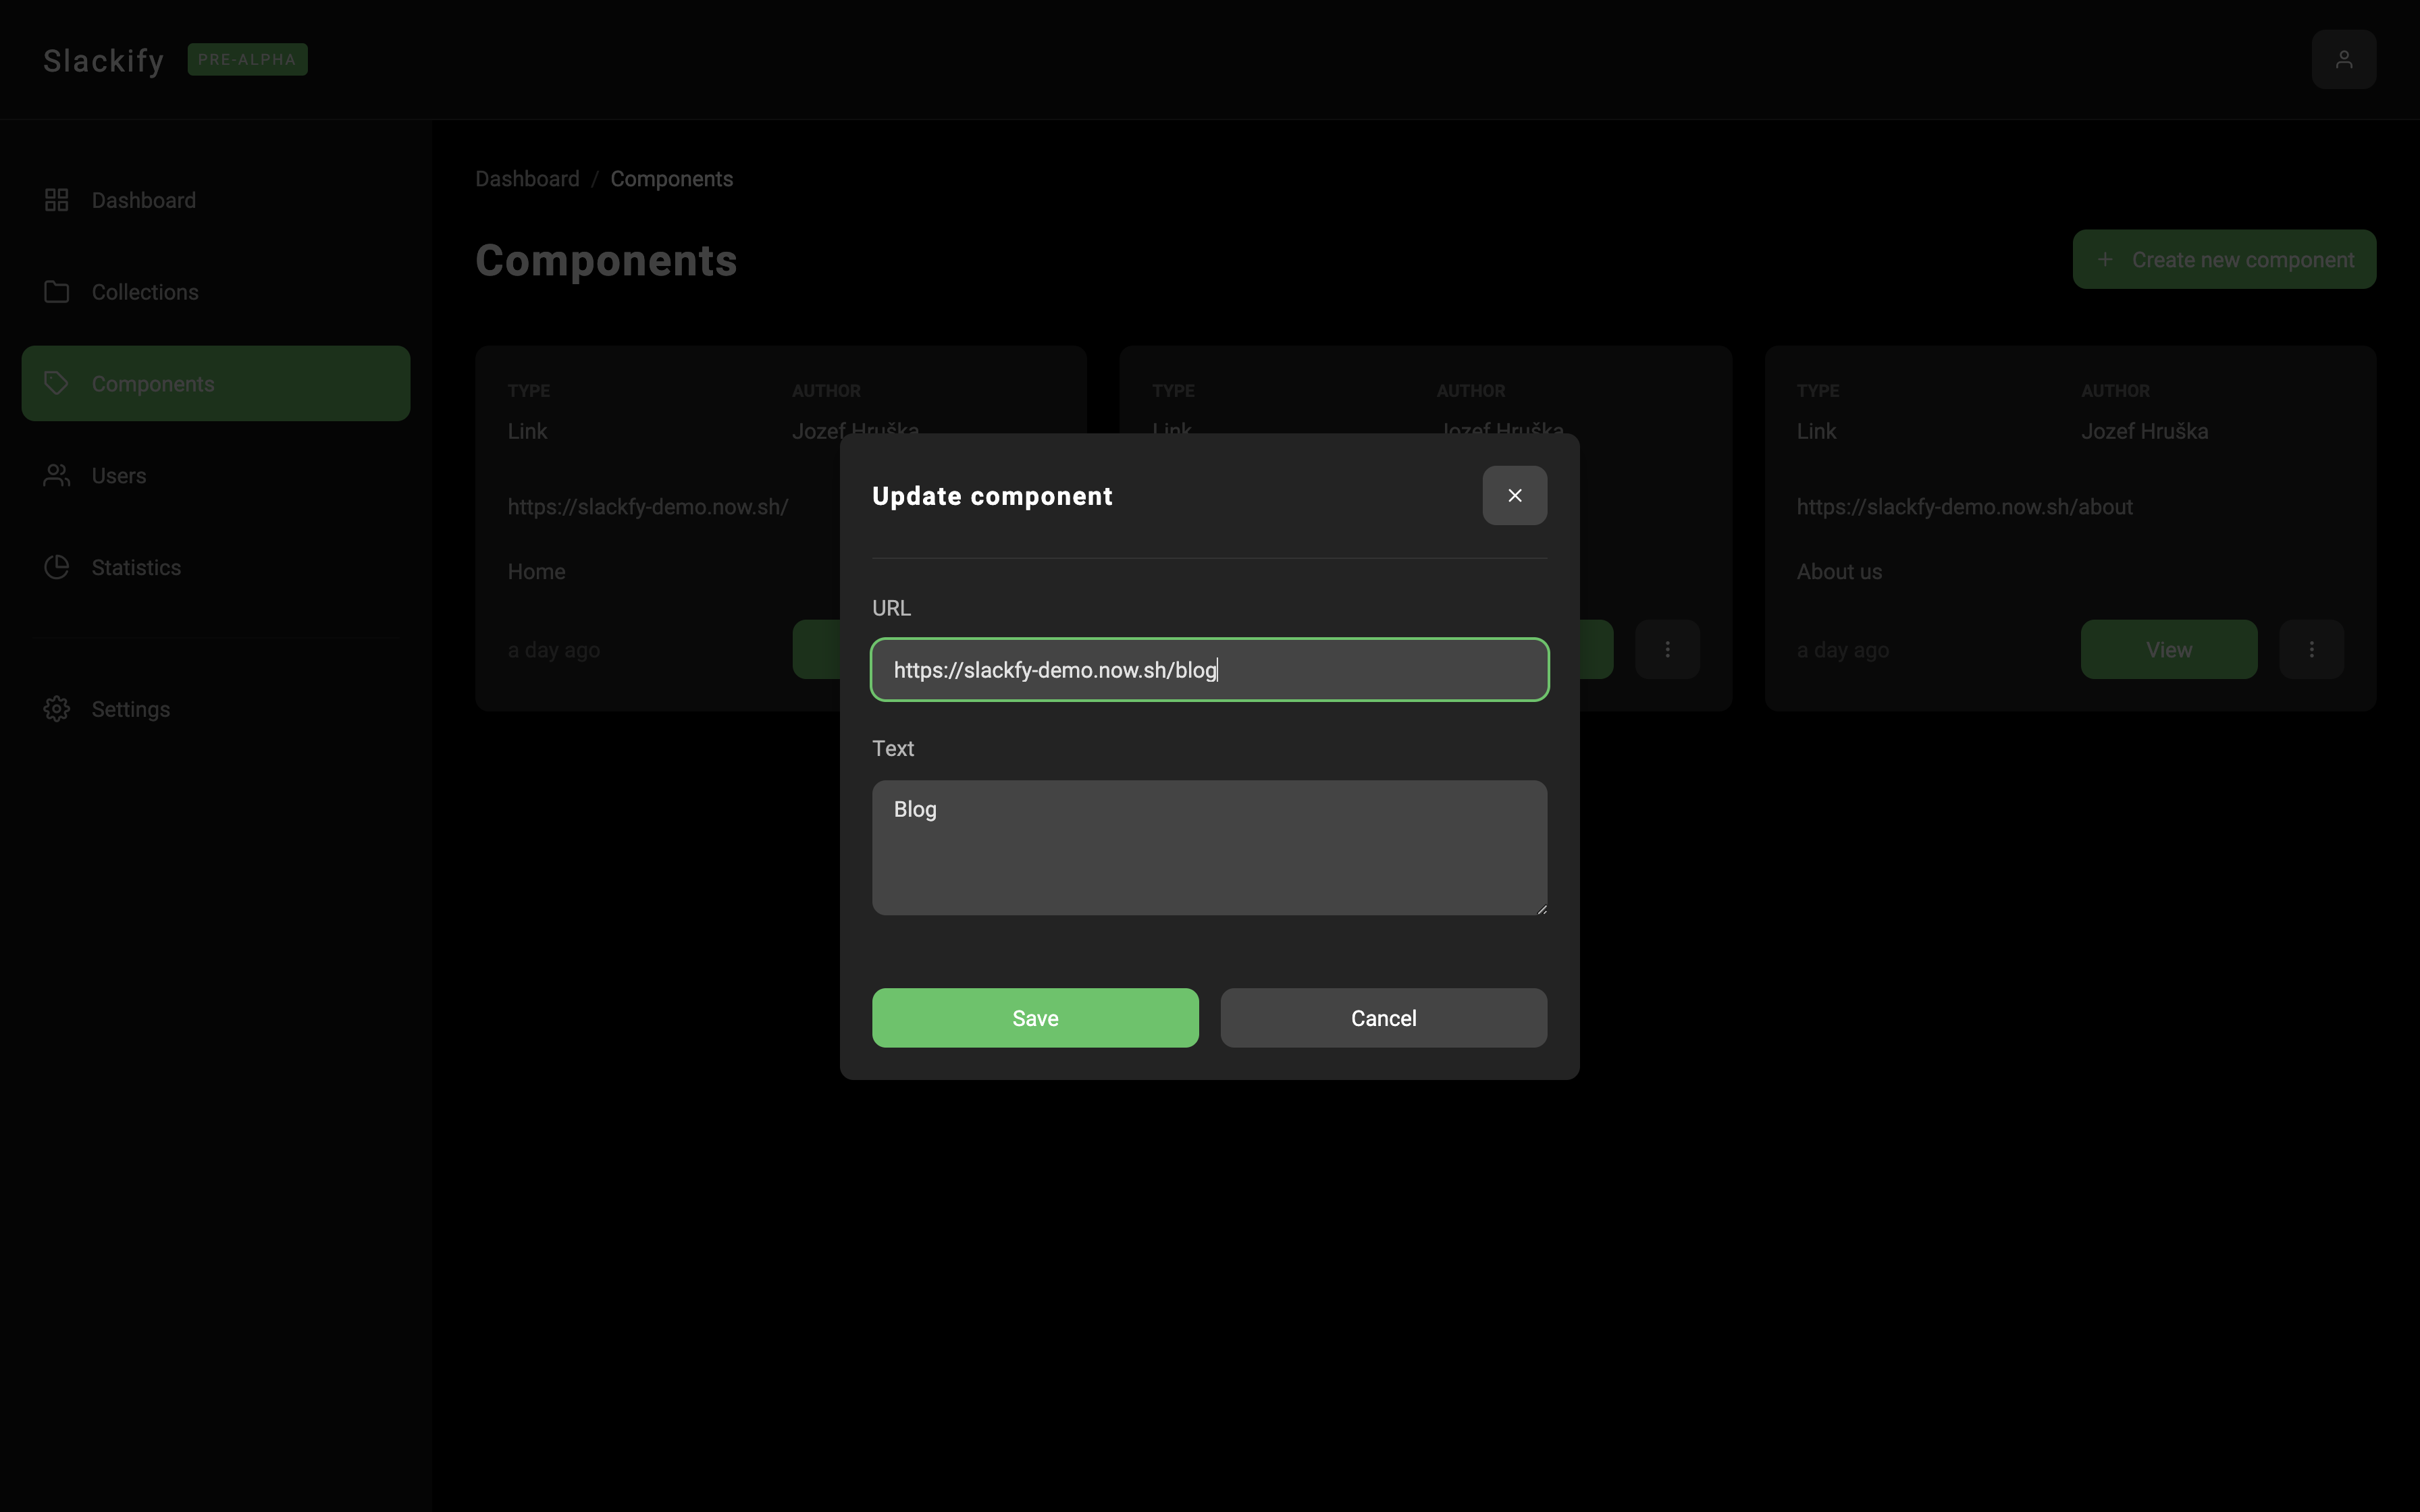 Slackify PRE-ALPHA
Dashboard
Collections
Components
Users
Statistics
Settings
Dashboard / Components
Components
Create new component
TYPE AUTHOR
Link Jozef Hruška
https://slackfy-demo.now.sh/
Home
a day ago
TYPE AUTHOR
Link Jozef Hruška
TYPE AUTHOR
Link Jozef Hruška
https://slackfy-demo.now.sh/about
About us
a day ago View
Update component
URL
https://slackfy-demo.now.sh/blog
Text
Blog
Save Cancel